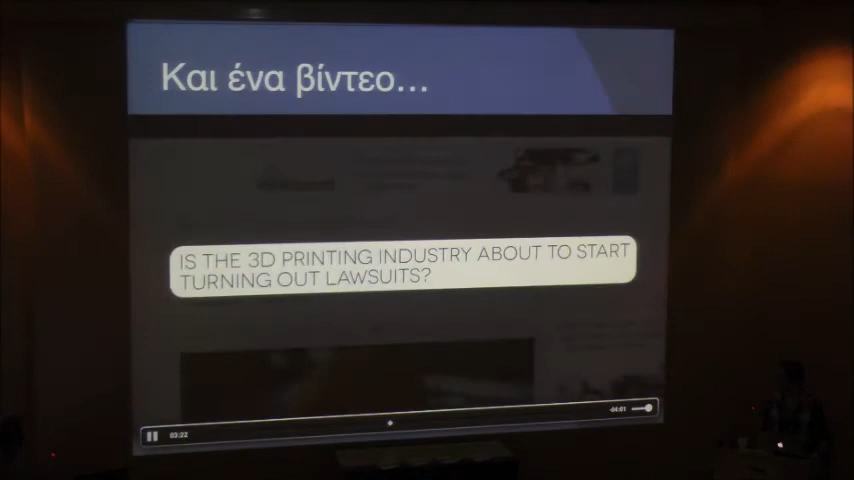 Και ένα βίντεο...
IS THE 3D PRINTING INDUSTRY ABOUT TO START
TURNING OUT LAWSUITS?
03:22
-04:01